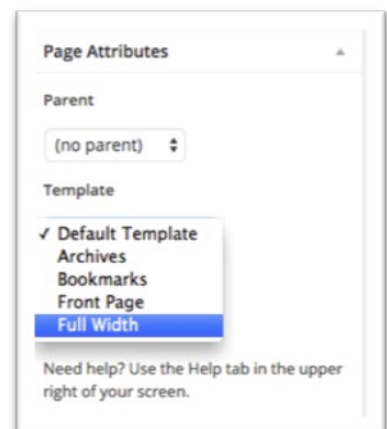 Page Attributes
Parent
(no parent)
Template
✓ Default Template
Archives
Bookmarks
Front Page
Full Width
Need help? Use the Help tab in the upper
right of your screen.